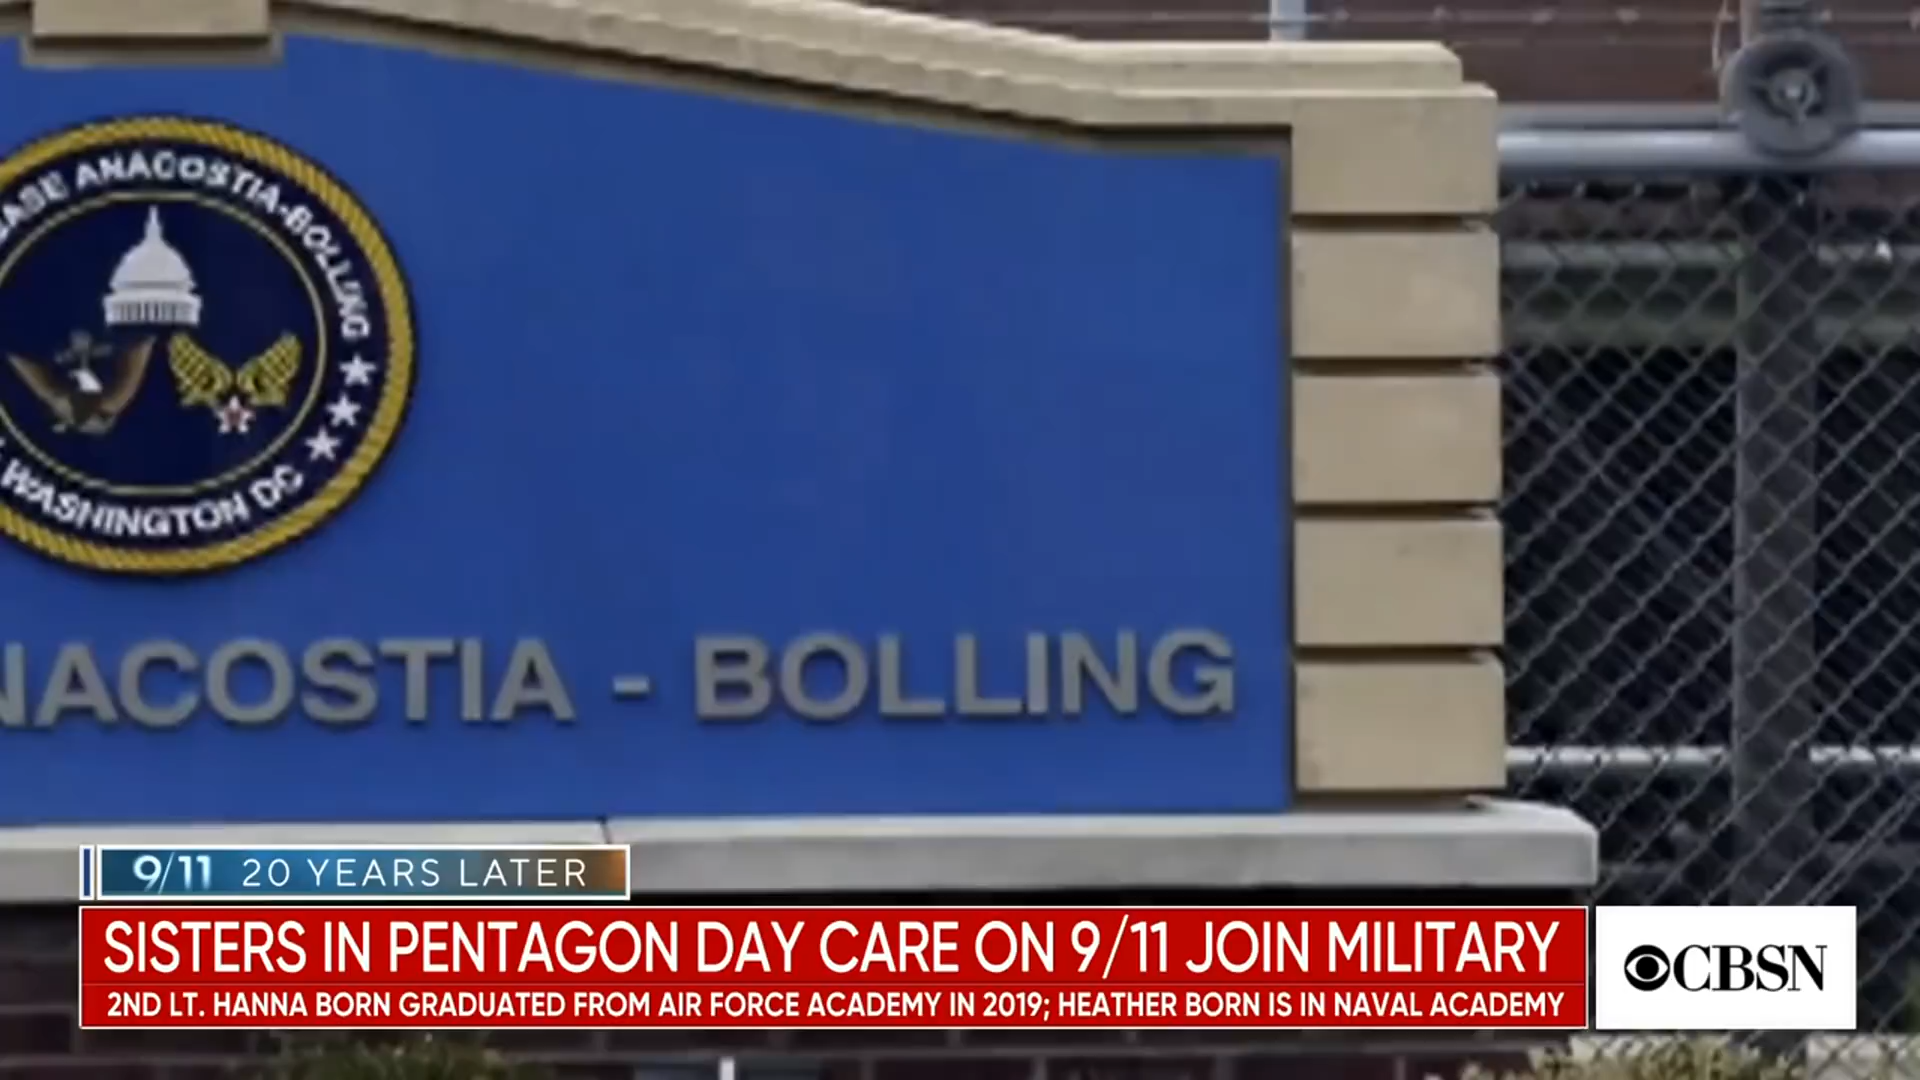 BASE ANACOSTIA-BOLLING
WASHINGTON DC
NACOSTIA - BOLLING
9/11 20 YEARS LATER
SISTERS IN PENTAGON DAY CARE ON 9/11 JOIN MILITARY
2ND LT. HANNA BORN GRADUATED FROM AIR FORCE ACADEMY IN 2019; HEATHER BORN IS IN NAVAL ACADEMY
CBSN